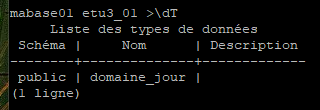 mabase01 etu3_01 >\dT
Liste des types de données
Schéma | Nom | Description
--------+--------------+-------------
public | domaine_jour |
(1 ligne)